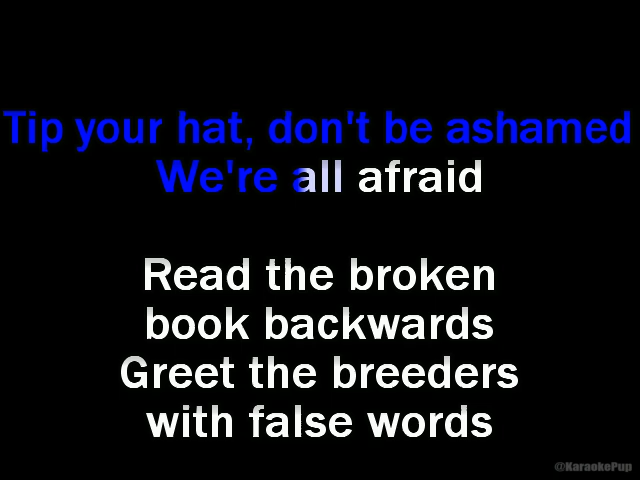 Tip your hat, don't be ashamed
We're all afraid
Read the broken
book backwards
Greet the breeders
with false words
@KaraokePup